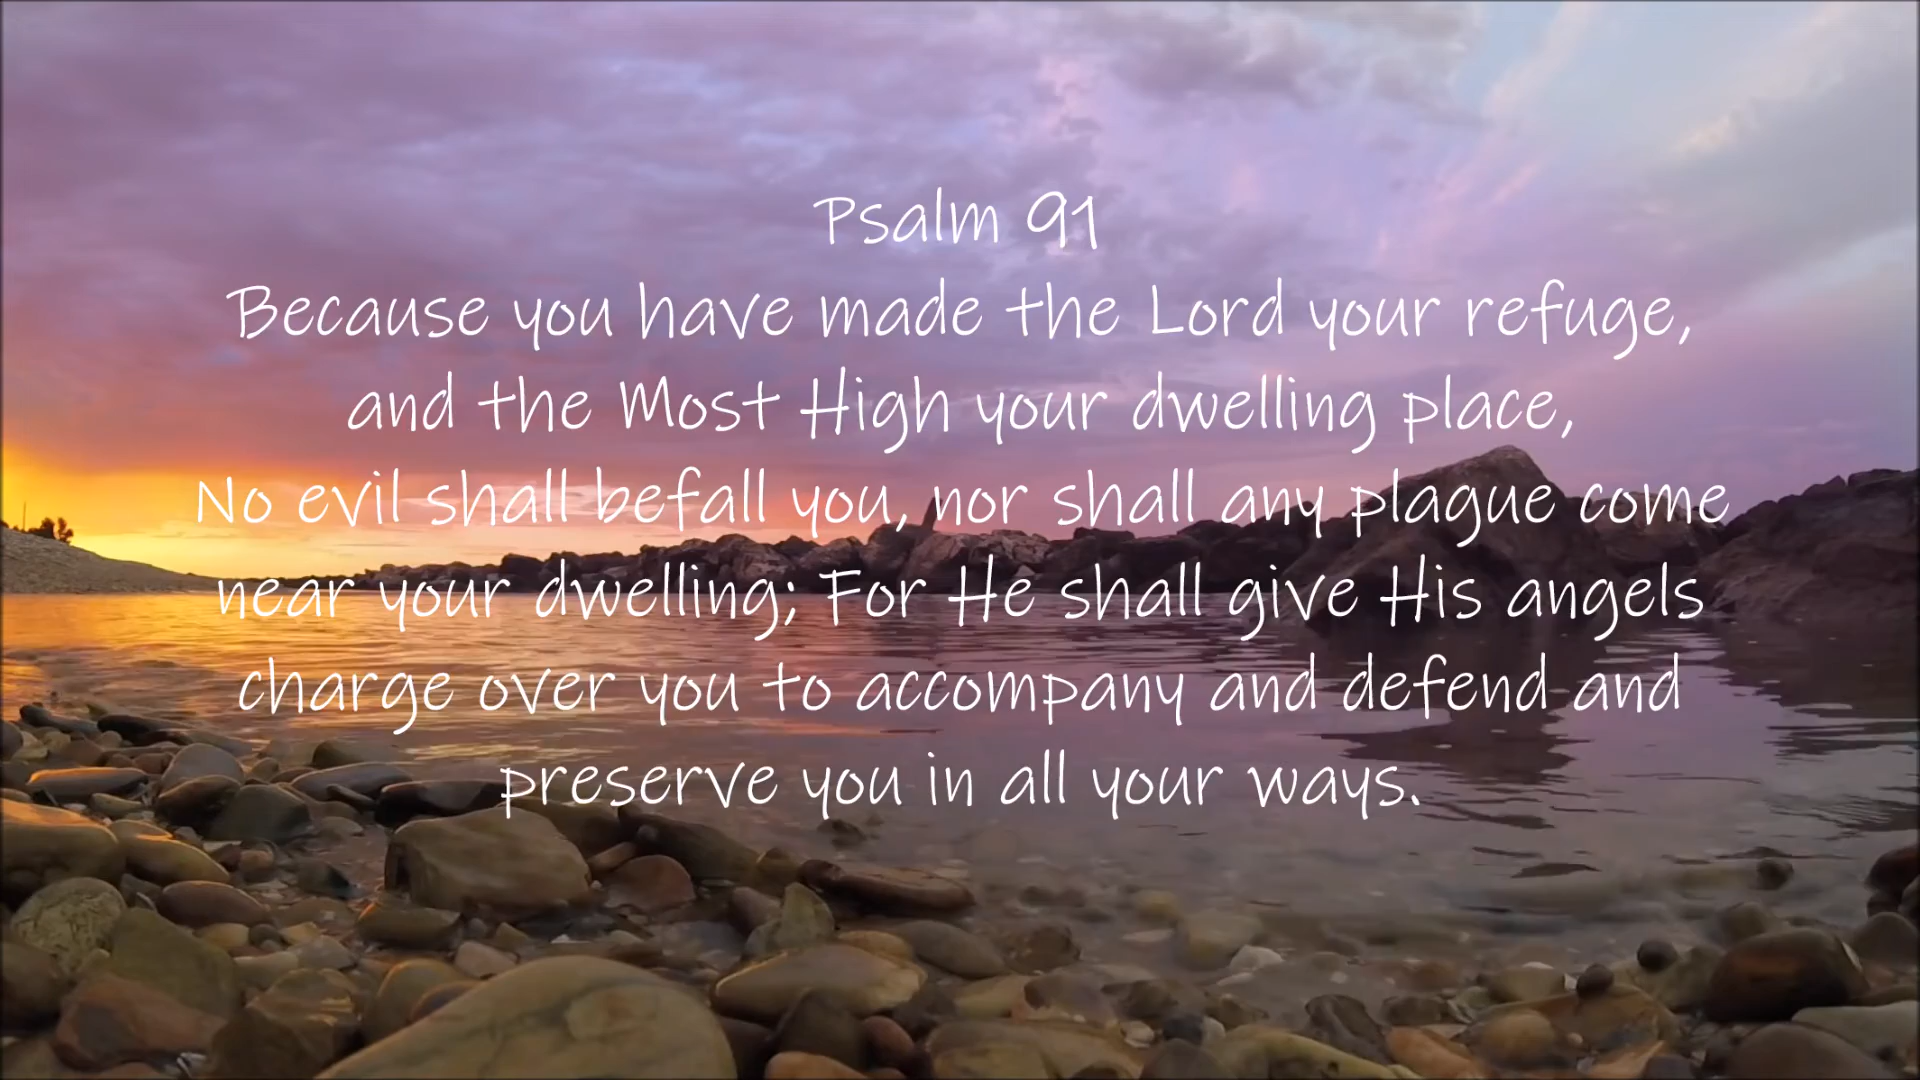 Psalm 91
Because you have made the Lord your refuge,
and the Most High your dwelling place,
No evil shall befall you, nor shall any plague come
near your dwelling; For He shall give His angels
charge over you to accompany and defend and
preserve you in all your ways.